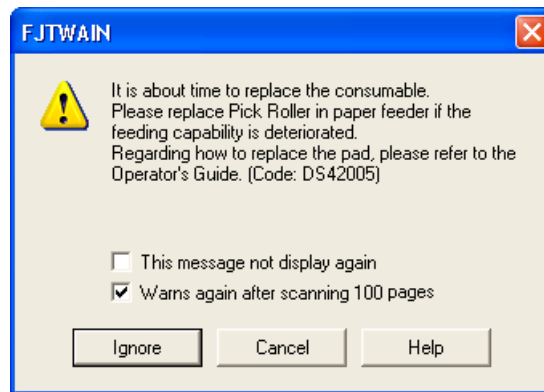 FJTWAIN
It is about time to replace the consumable.
Please replace Pick Roller in paper feeder if the
feeding capability is deteriorated.
Regarding how to replace the pad, please refer to the
Operator's Guide. (Code: DS42005)
This message not display again
Warns again after scanning 100 pages
Ignore
Cancel
Help